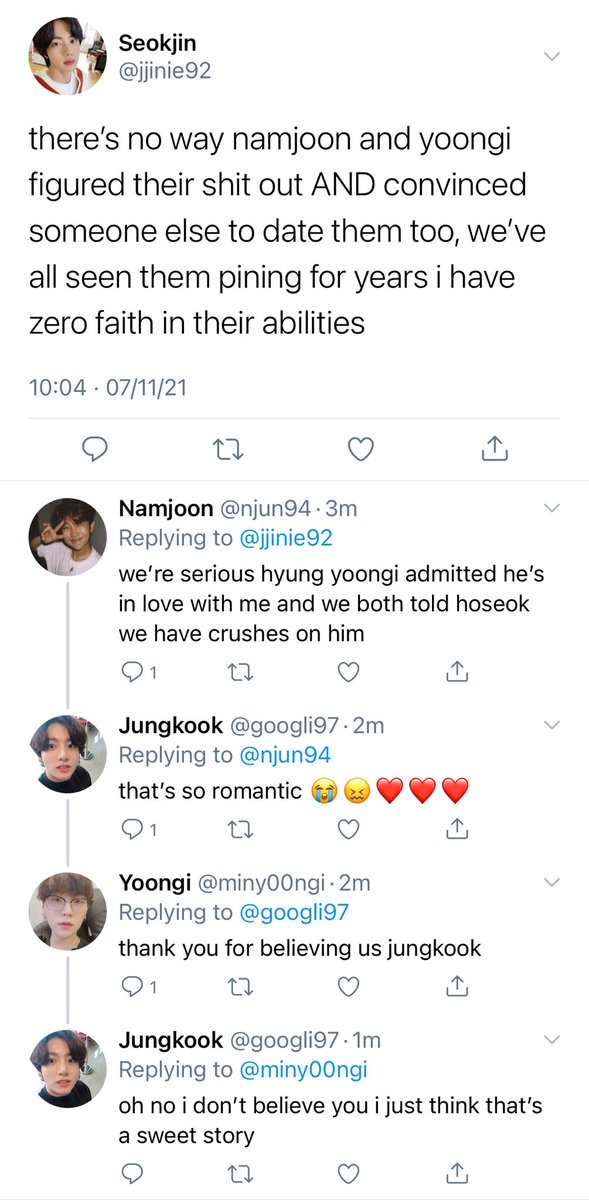 Seokjin
@jjinie92
there’s no way namjoon and yoongi
figured their shit out AND convinced
someone else to date them too, we’ve
all seen them pining for years i have
zero faith in their abilities
10:04 · 07/11/21
Namjoon @njun94 · 3m
Replying to @jjinie92
we’re serious hyung yoongi admitted he’s
in love with me and we both told hoseok
we have crushes on him
1
Jungkook @googli97 · 2m
Replying to @njun94
that’s so romantic 😭😖❤️❤️❤️
1
Yoongi @miny00ngi · 2m
Replying to @googli97
thank you for believing us jungkook
1
Jungkook @googli97 · 1m
Replying to @miny00ngi
oh no i don’t believe you i just think that’s
a sweet story